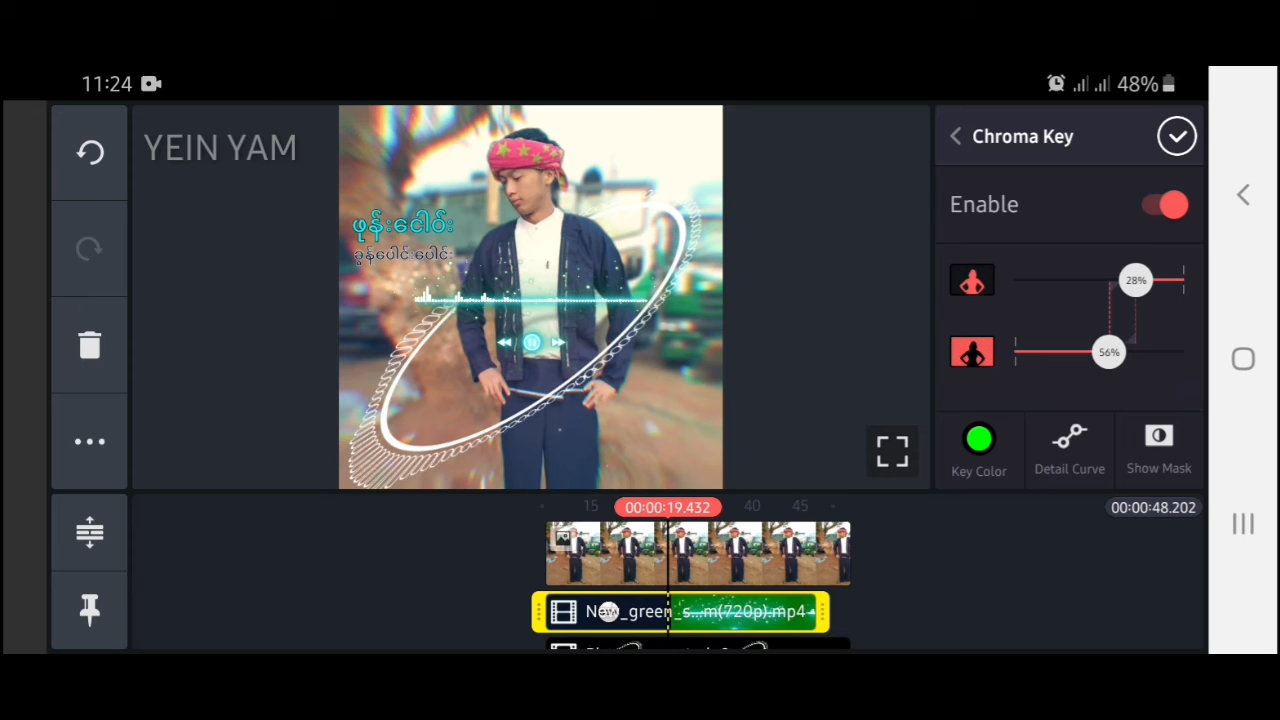 11:24
48%
YEIN YAM
ဖုန်းငေါဝ်း
ခွန်ပေါင် ပေါင်း
Chroma Key
Enable
28%
56%
Key Color
Detail Curve
Show Mask
15
00:00:19.432
40
45
00:00:48.202
New_green_s...m(720p).mp4